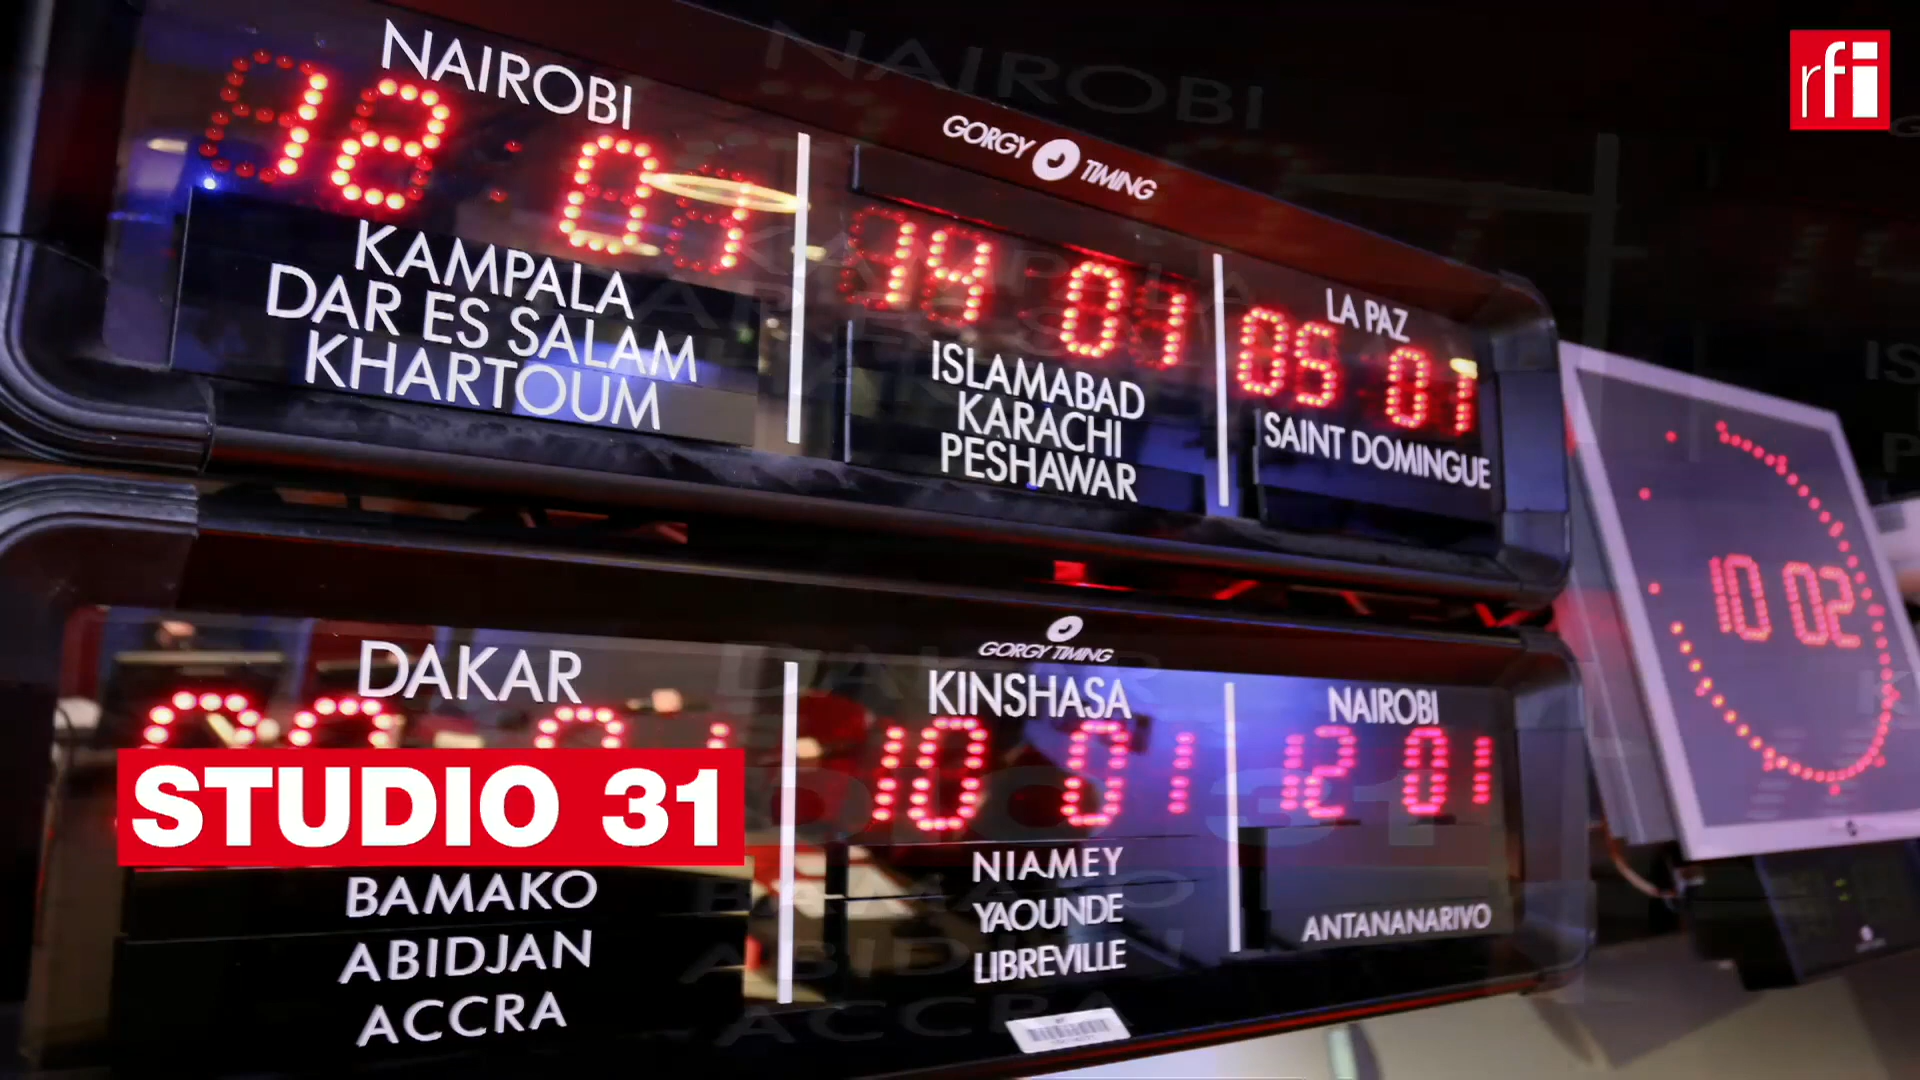 rfi
NAIROBI
12:01
KAMPALA
DAR ES SALAM
KHARTOUM
GORGY TIMING
14 01
ISLAMABAD
KARACHI
PESHAWAR
LA PAZ
05 01
SAINT DOMINGUE
10 02
DAKAR
STUDIO 31
BAMAKO
ABIDJAN
ACCRA
GORGY TIMING
KINSHASA
10 01
NIAMEY
YAOUNDE
LIBREVILLE
NAIROBI
12 01
ANTANANARIVO